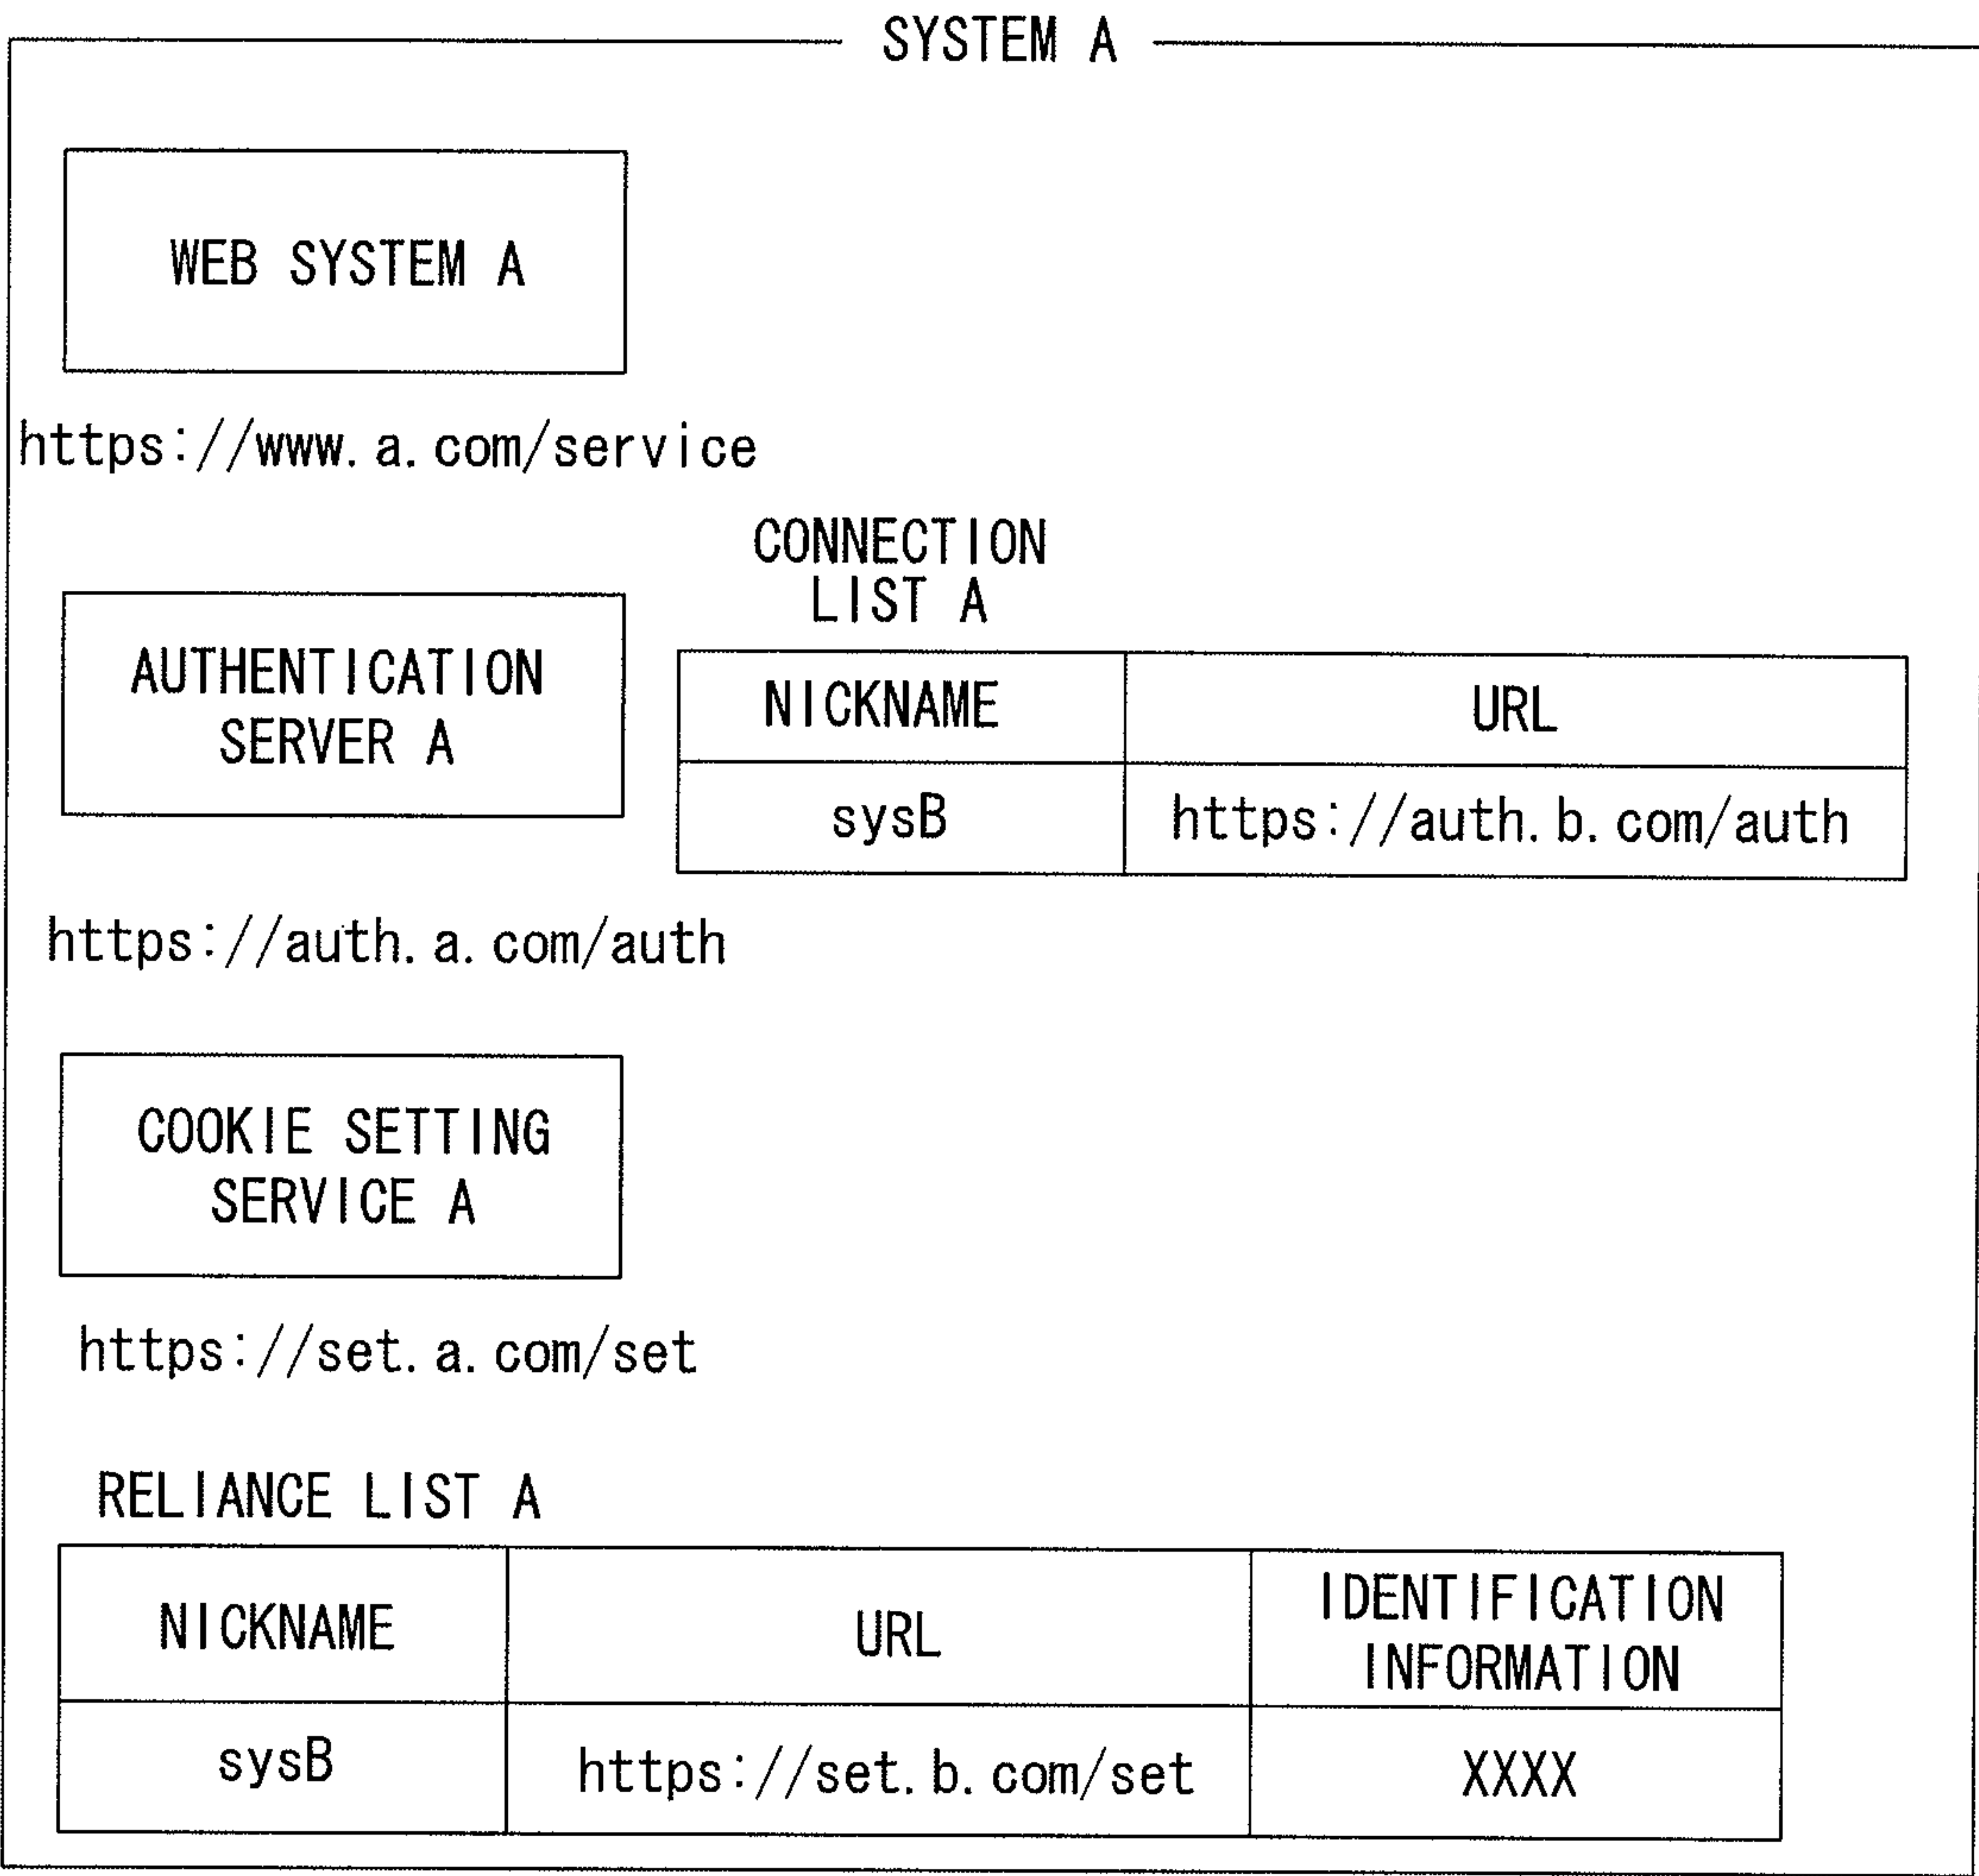 SYSTEM A
WEB SYSTEM A
https://www.a.com/service
CONNECTION
LIST A
AUTHENTICATION
SERVER A
NICKNAME URL
sysB https://auth.b.com/auth
https://auth.a.com/auth
COOKIE SETTING
SERVICE A
https://set.a.com/set
RELIANCE LIST A
NICKNAME URL IDENTIFICATION
INFORMATION
sysB https://set.b.com/set XXXX